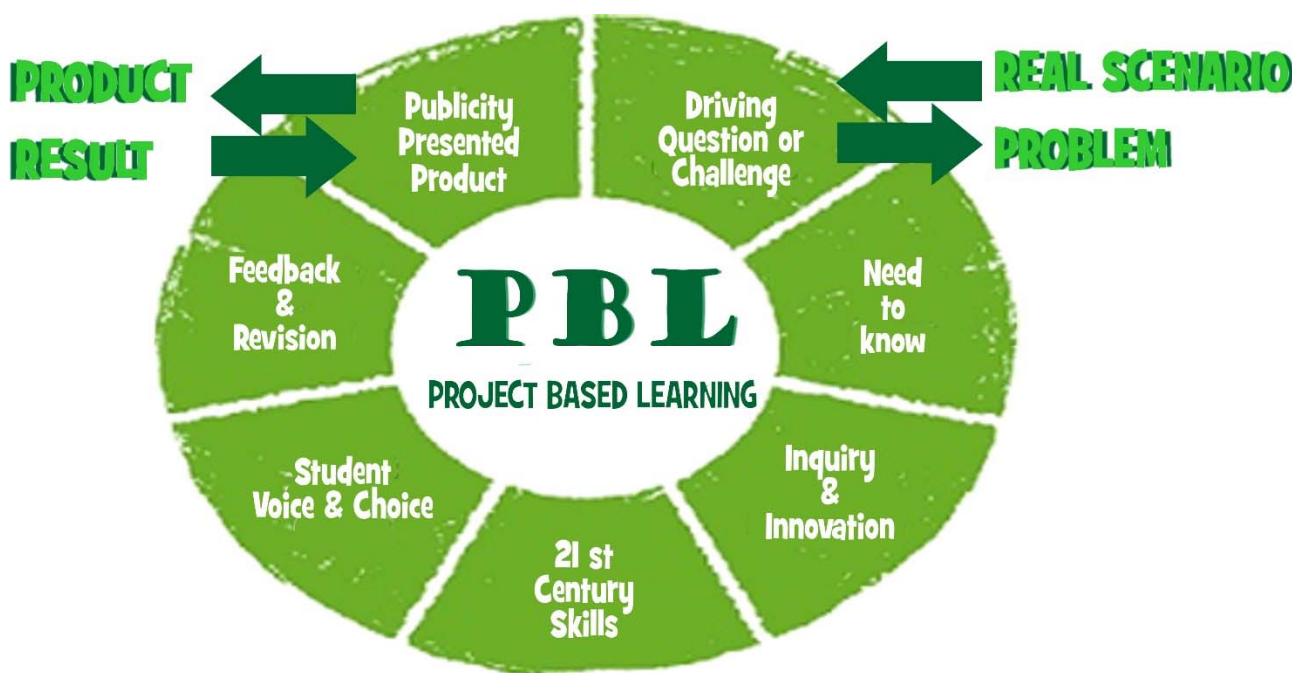 PRODUCT
RESULT
REAL SCENARIO
PROBLEM
Publicity
Presented
Product
Driving
Question or
Challenge
Need
to
know
Inquiry
&
Innovation
21 st
Century
Skills
Student
Voice & Choice
Feedback
&
Revision
PBL
PROJECT BASED LEARNING